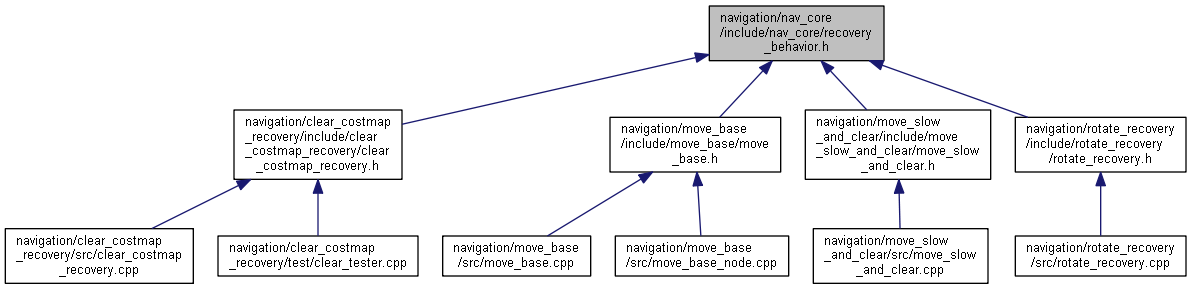 navigation/nav_core
/include/nav_core/recovery
_behavior.h
navigation/clear_costmap
_recovery/include/clear
_costmap_recovery/clear
_costmap_recovery.h
navigation/move_base
/include/move_base/move
_base.h
navigation/move_slow
_and_clear/include/move
_slow_and_clear/move_slow
_and_clear.h
navigation/rotate_recovery
/include/rotate_recovery
/rotate_recovery.h
navigation/clear_costmap
_recovery/src/clear_costmap
_recovery.cpp
navigation/clear_costmap
_recovery/test/clear_tester.cpp
navigation/move_base
/src/move_base.cpp
navigation/move_base
/src/move_base_node.cpp
navigation/move_slow
_and_clear/src/move_slow
_and_clear.cpp
navigation/rotate_recovery
/src/rotate_recovery.cpp